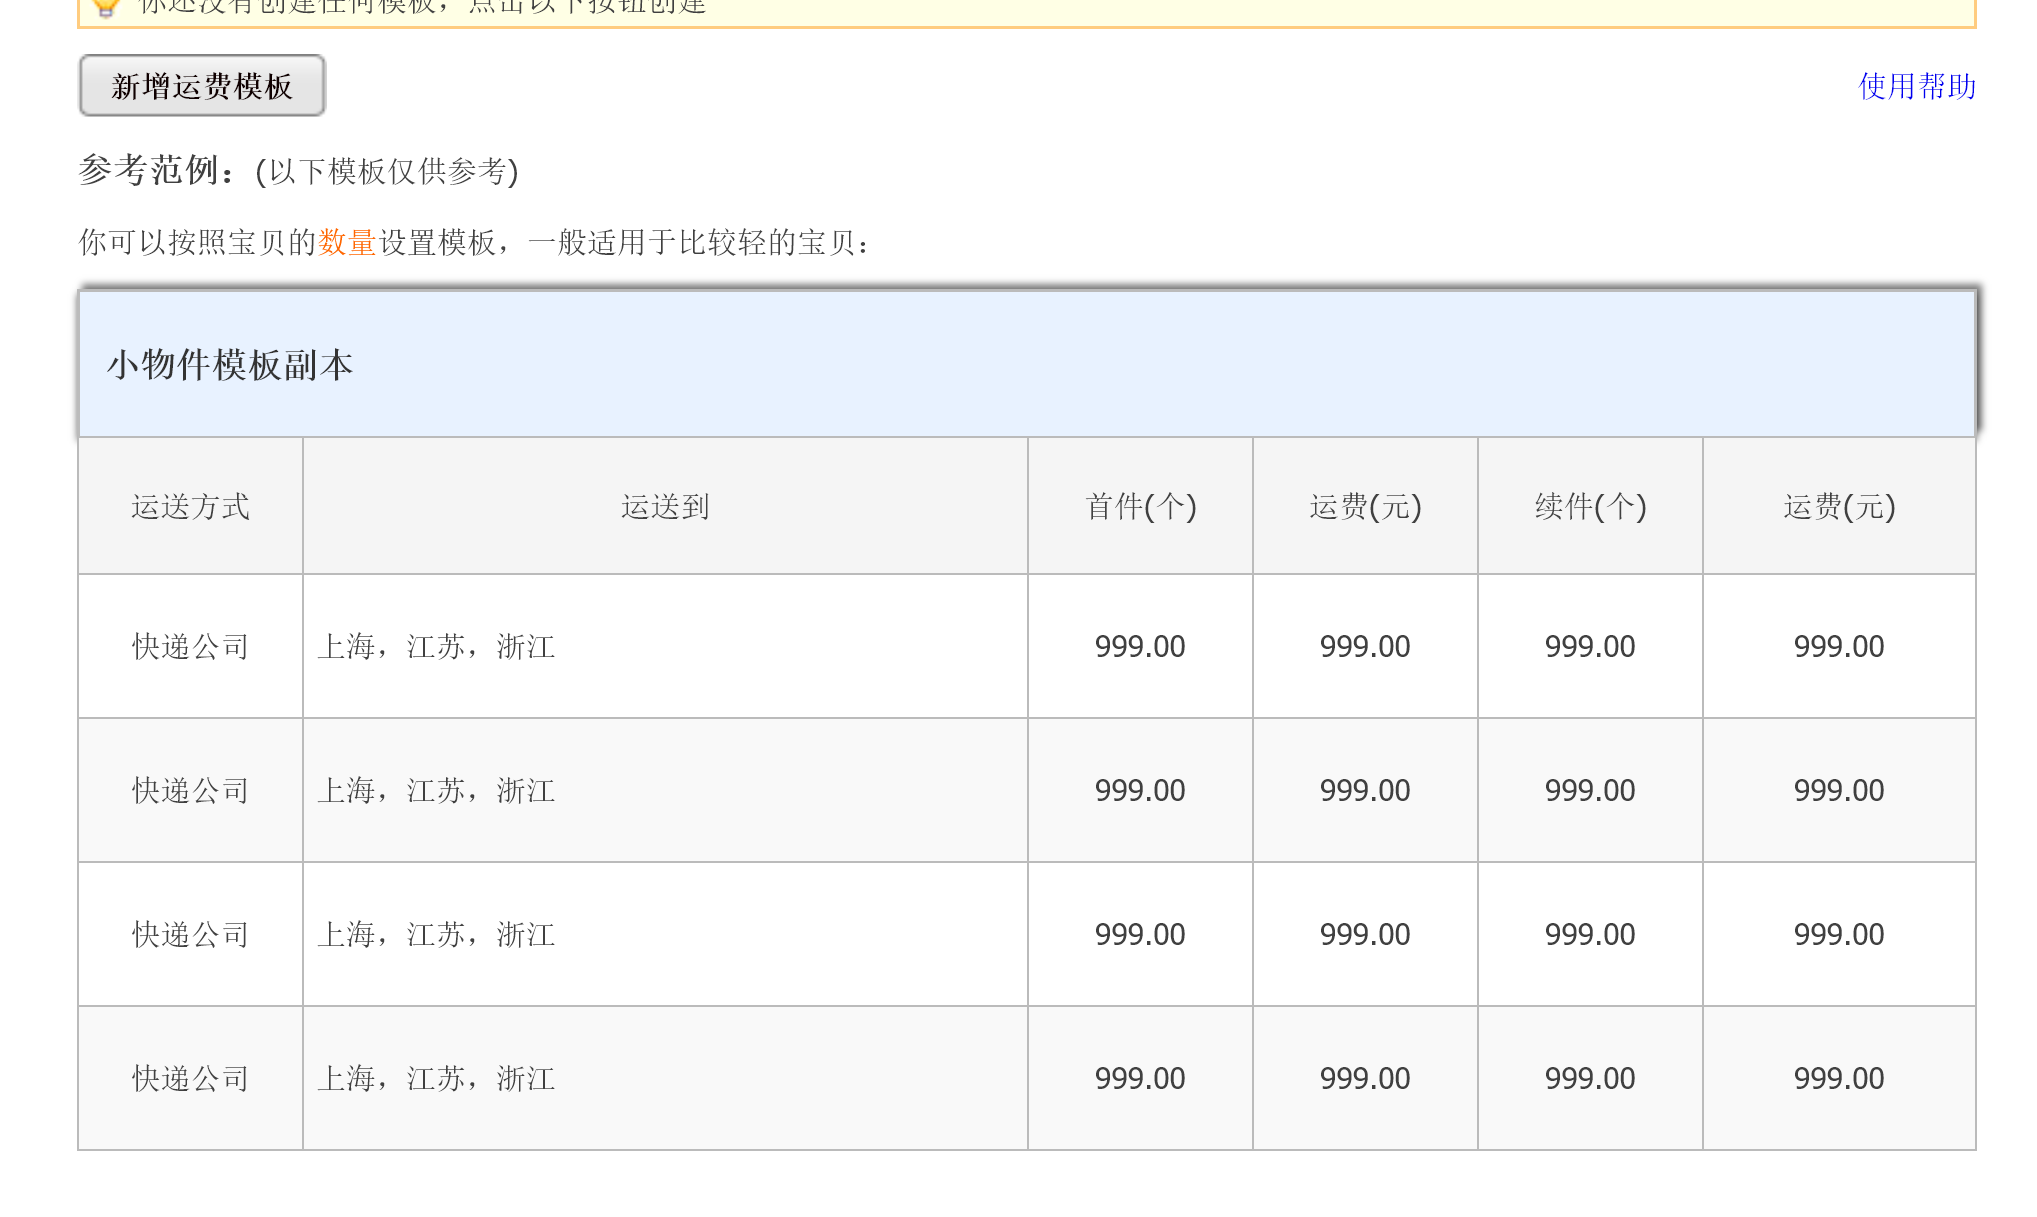 你还没有创建任何模板，点击以下按钮创建
新增运费模板
使用帮助
参考范例：(以下模板仅供参考)
你可以按照宝贝的数量设置模板，一般适用于比较轻的宝贝：
小物件模板副本
运送方式 运送到 首件(个) 运费(元) 续件(个) 运费(元)
快递公司 上海，江苏，浙江 999.00 999.00 999.00 999.00
快递公司 上海，江苏，浙江 999.00 999.00 999.00 999.00
快递公司 上海，江苏，浙江 999.00 999.00 999.00 999.00
快递公司 上海，江苏，浙江 999.00 999.00 999.00 999.00